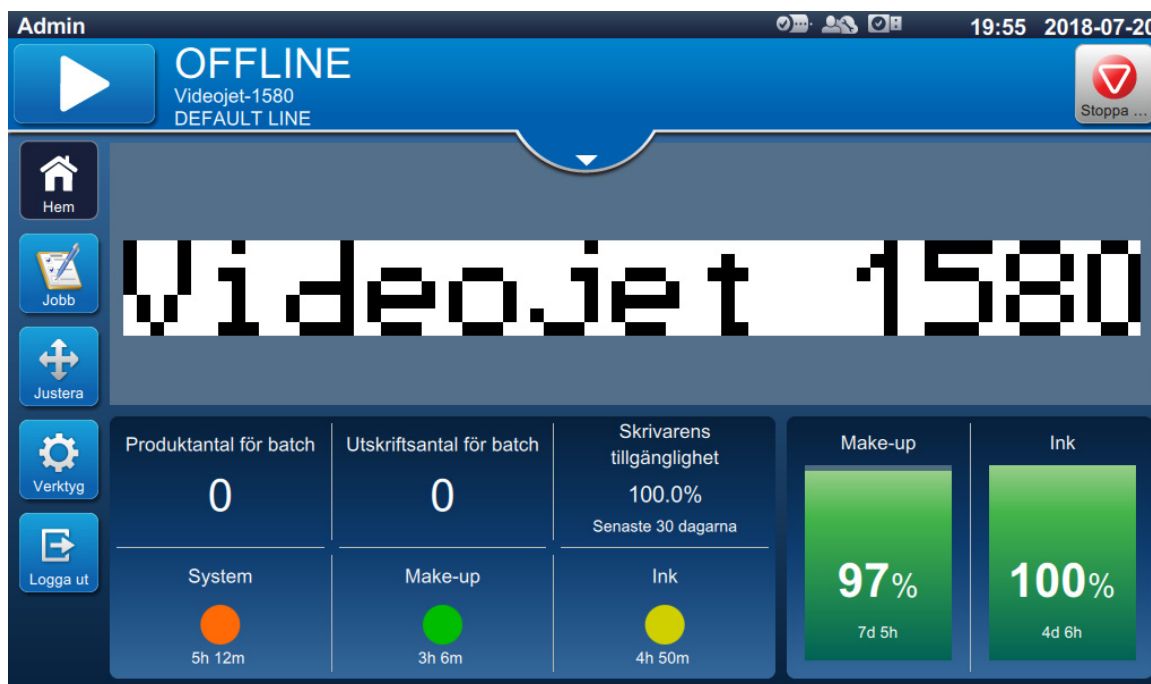 Admin
19:55 2018-07-20
OFFLINE
Videojet-1580
DEFAULT LINE
Stoppa ...
Hem
Jobb
Justera
Verktyg
Logga ut
Videojet 1580
Produktantal för batch
0
Utskriftsantal för batch
0
Skrivarens
tillgänglighet
100.0%
Senaste 30 dagarna
System
5h 12m
Make-up
3h 6m
Ink
4h 50m
Make-up
97%
7d 5h
Ink
100%
4d 6h